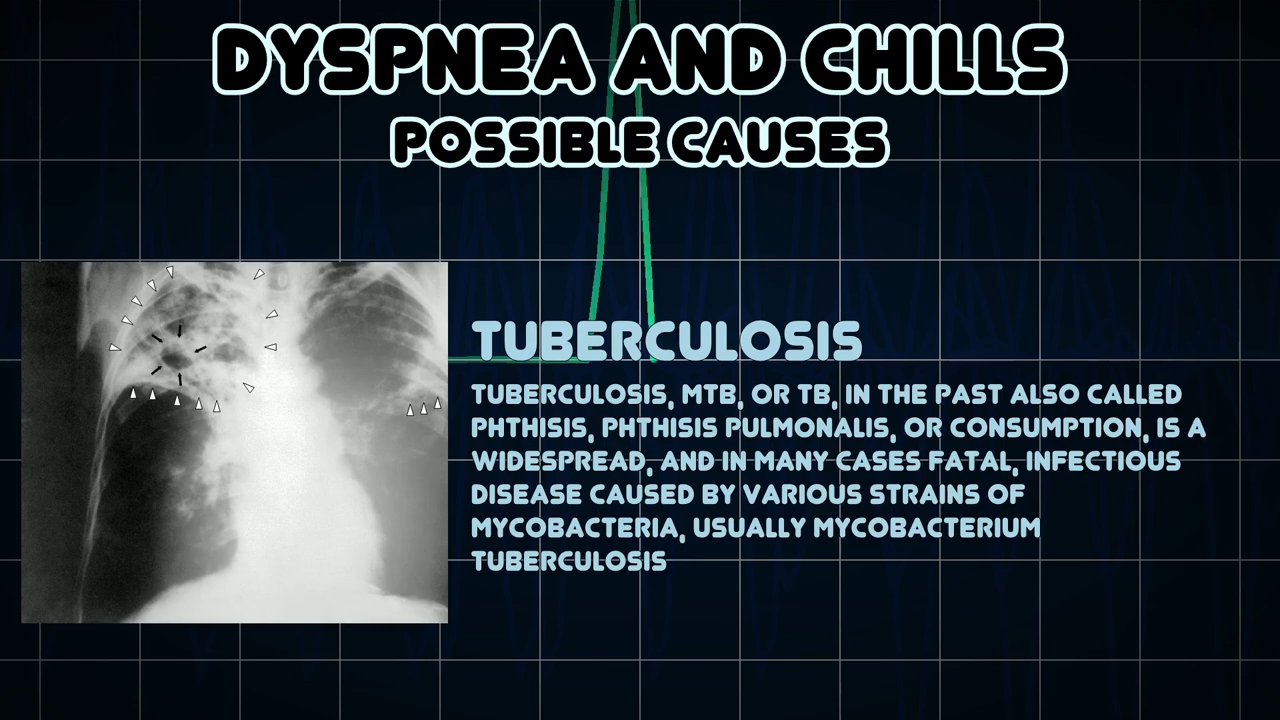 DYSPNEA AND CHILLS
POSSIBLE CAUSES
TUBERCULOSIS
TUBERCULOSIS, MTB, OR TB, IN THE PAST ALSO CALLED
PHTHISIS, PHTHISIS PULMONALIS, OR CONSUMPTION, IS A
WIDESPREAD, AND IN MANY CASES FATAL, INFECTIOUS
DISEASE CAUSED BY VARIOUS STRAINS OF
MYCOBACTERIA, USUALLY MYCOBACTERIUM
TUBERCULOSIS